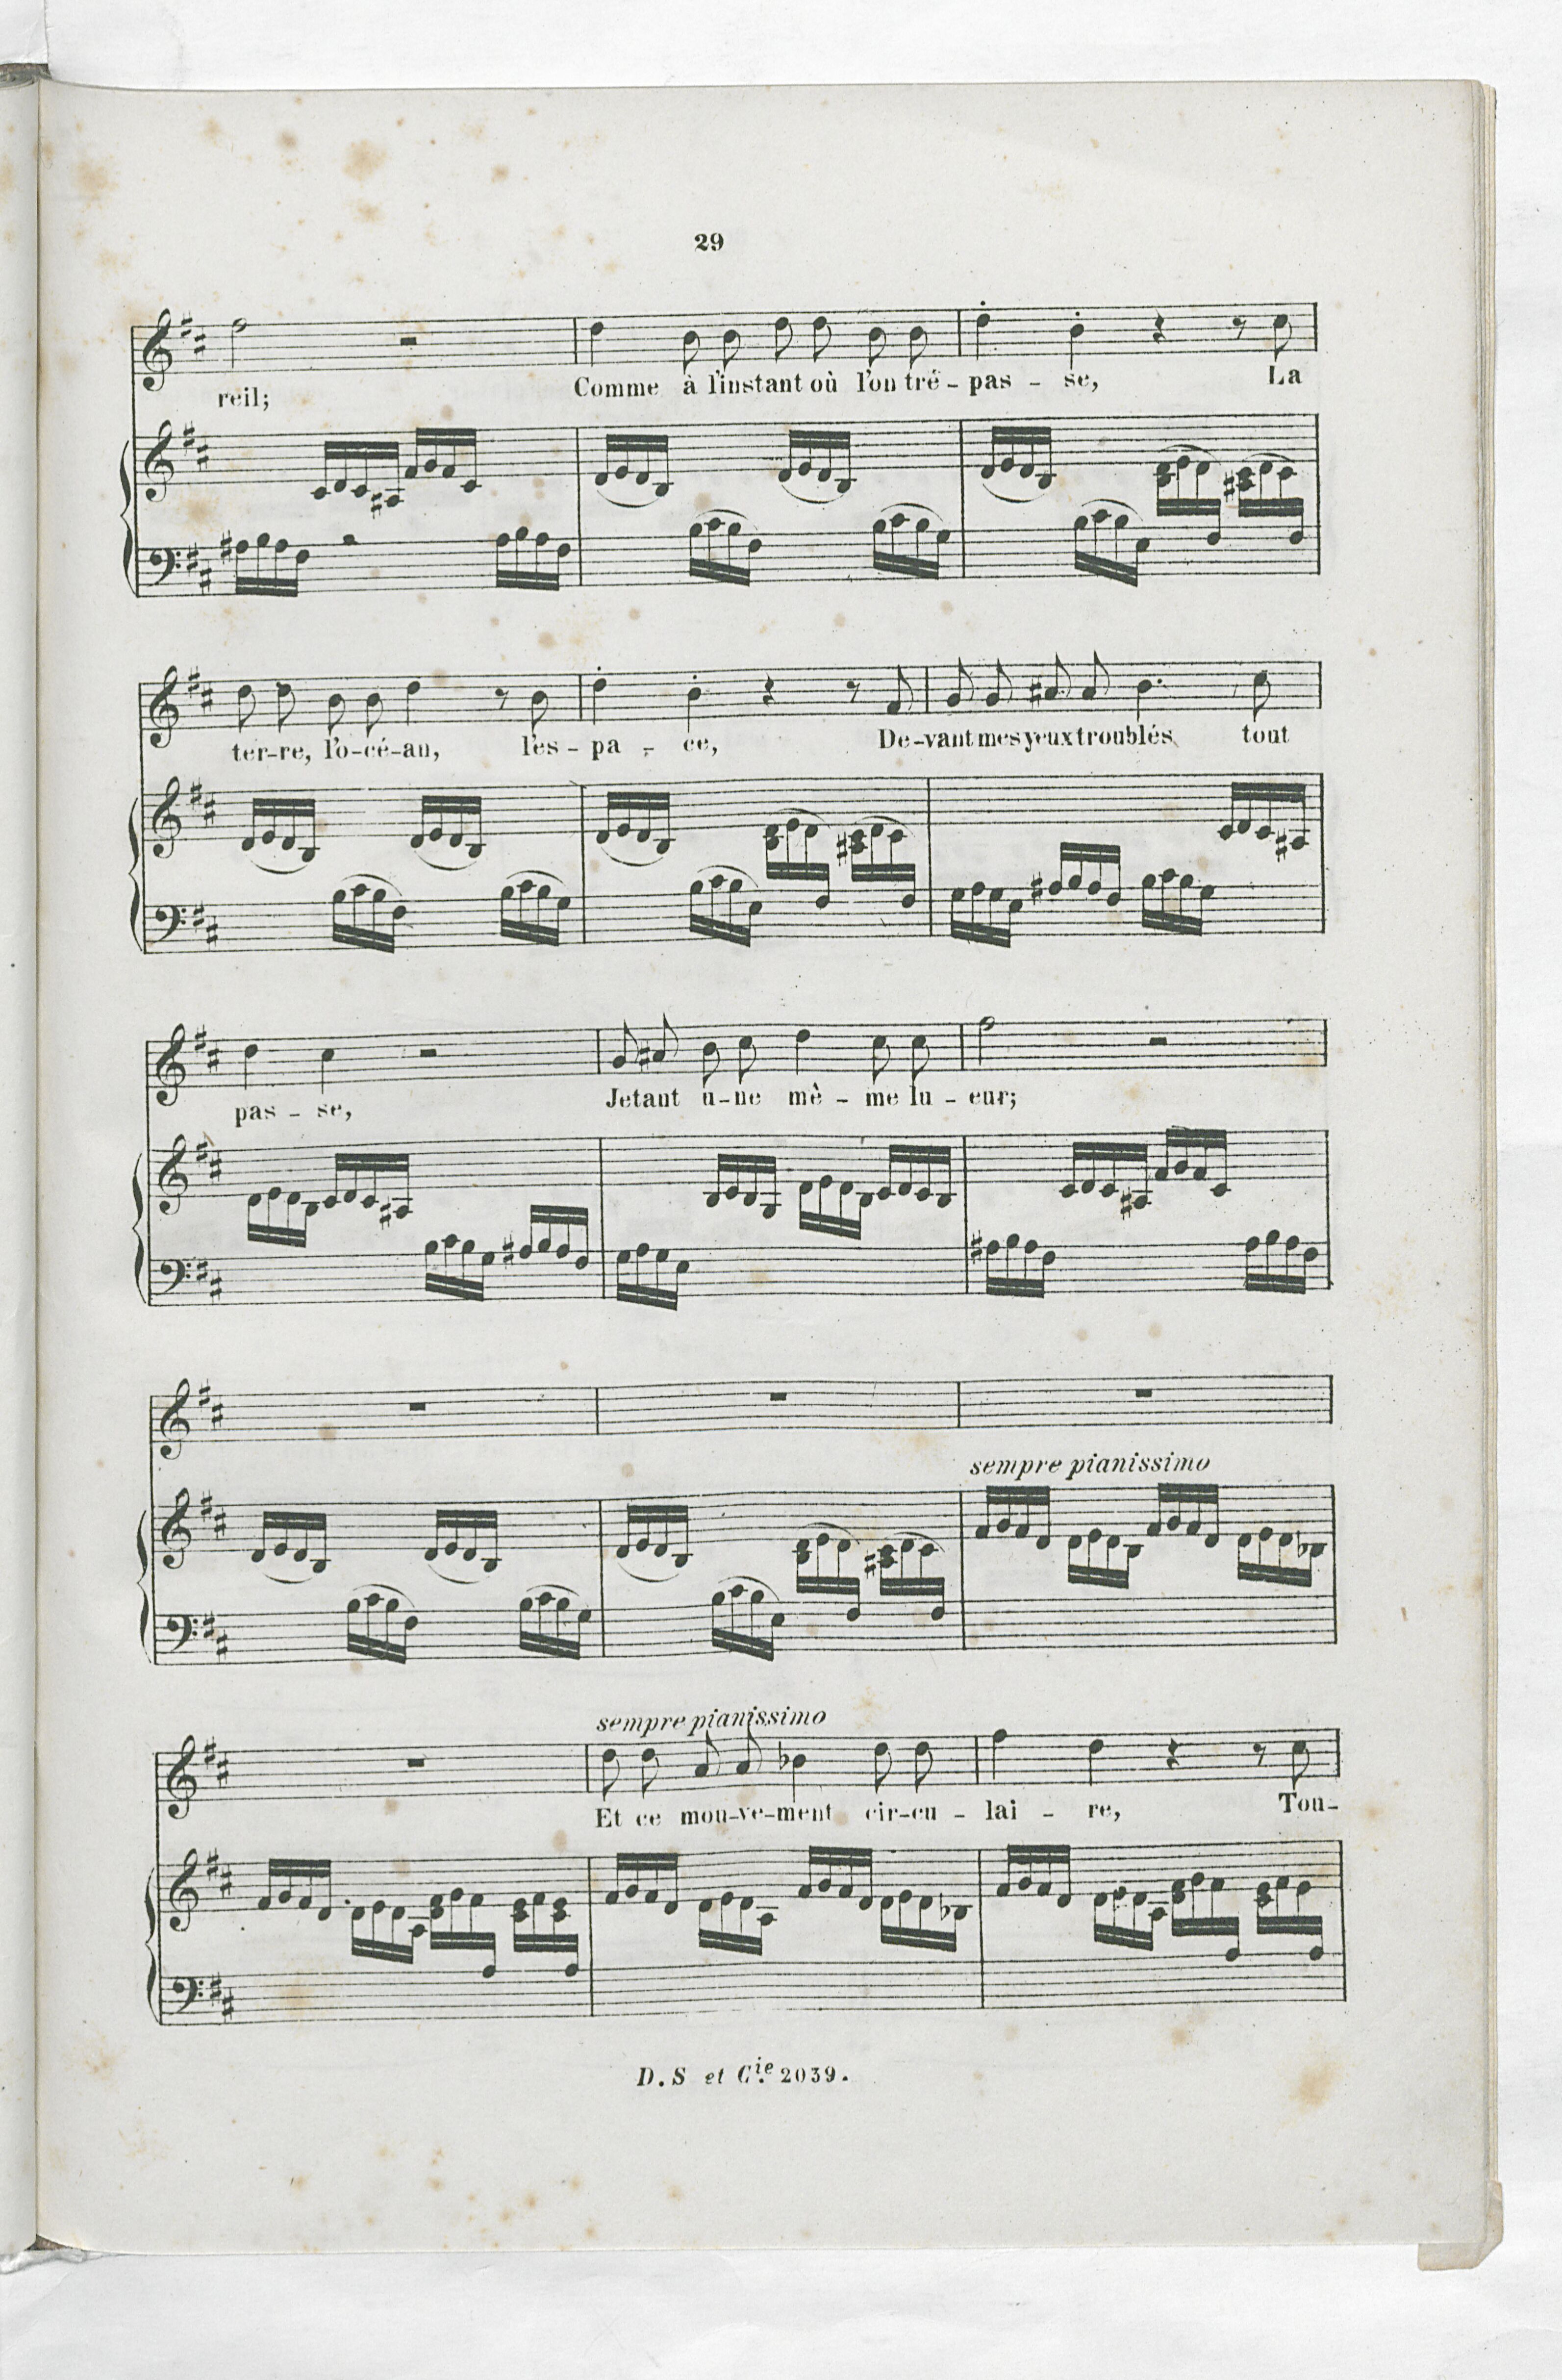 29
reil; Comme à l'instant où l'on tré - pas - se, La
ter-re, l'o-cé-an, l'es - pa - ce, De-vant mes yeux troublés tout
pas - se, Jetant u-ne mê - me lu - eur;
sempre pianissimo
sempre pianissimo
Et ce mou-ve-ment cir-cu - lai - re, Tou-
D. S et Cie. 2039.